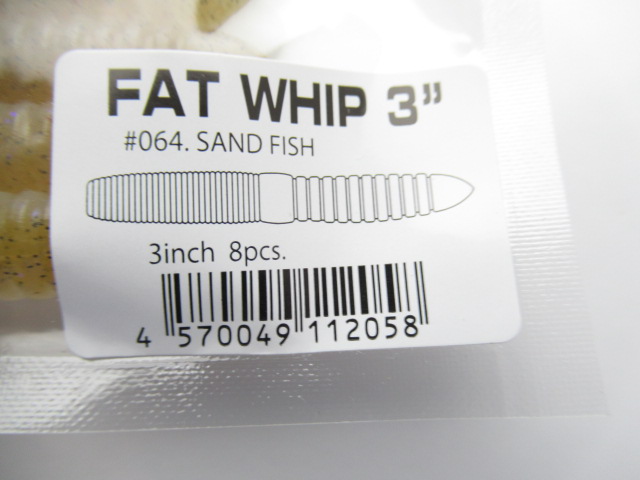 FAT WHIP 3”
#064. SAND FISH
3inch 8pcs.
4 570049 112058